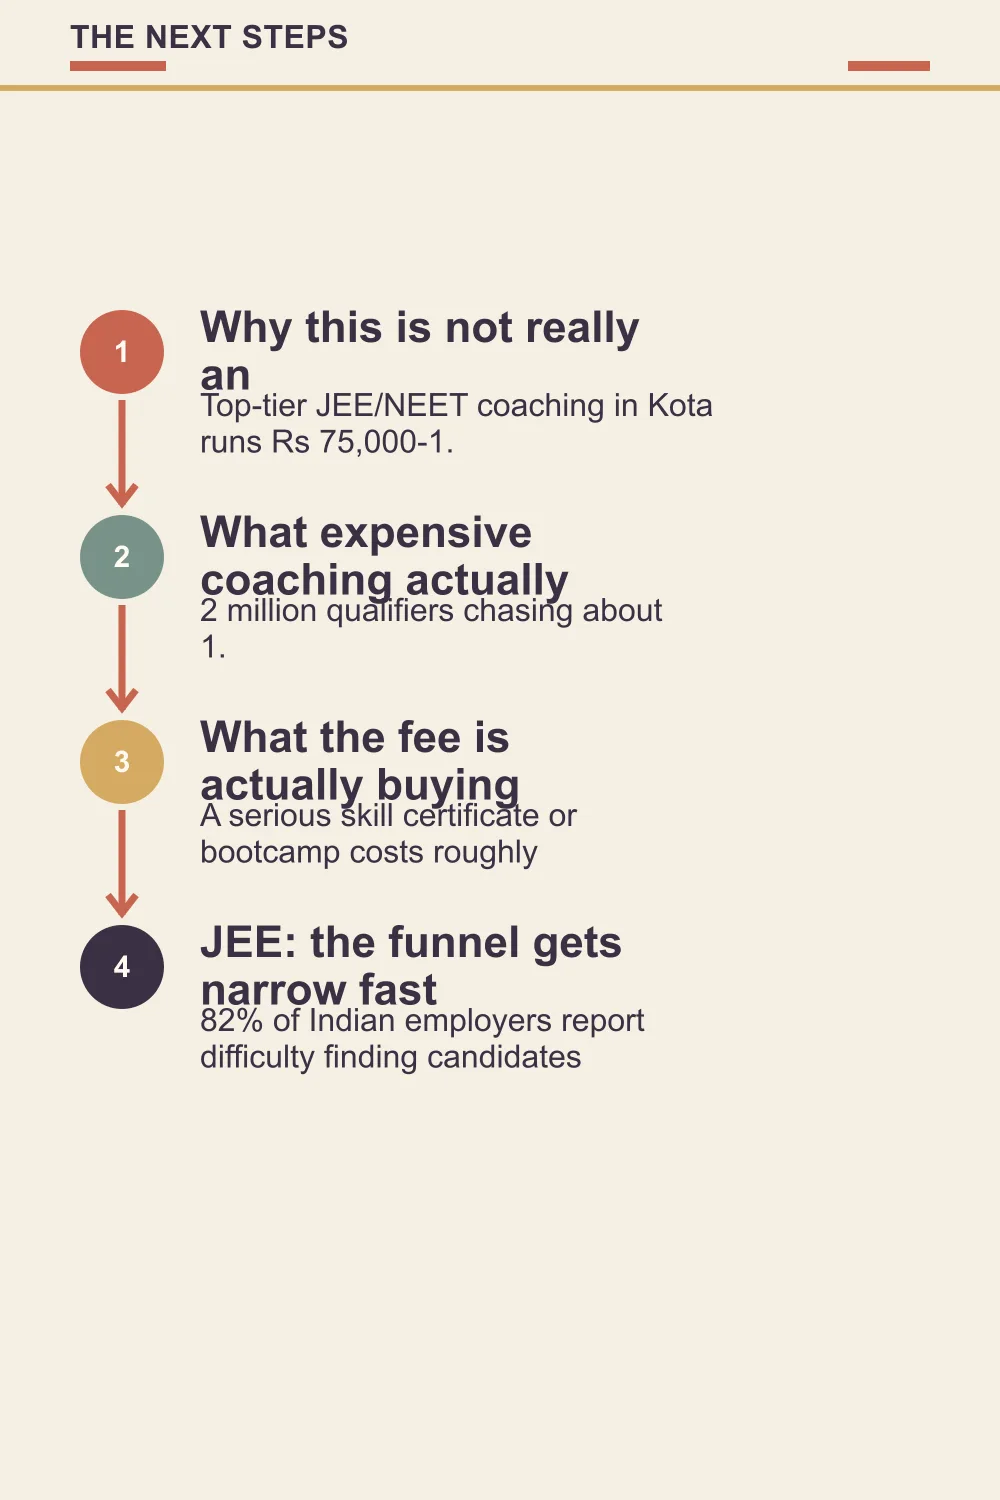 THE NEXT STEPS
1
Why this is not really
an
Top-tier JEE/NEET coaching in Kota
runs Rs 75,000-1.
2
What expensive
coaching actually
2 million qualifiers chasing about
1.
3
What the fee is
actually buying
A serious skill certificate or
bootcamp costs roughly
4
JEE: the funnel gets
narrow fast
82% of Indian employers report
difficulty finding candidates